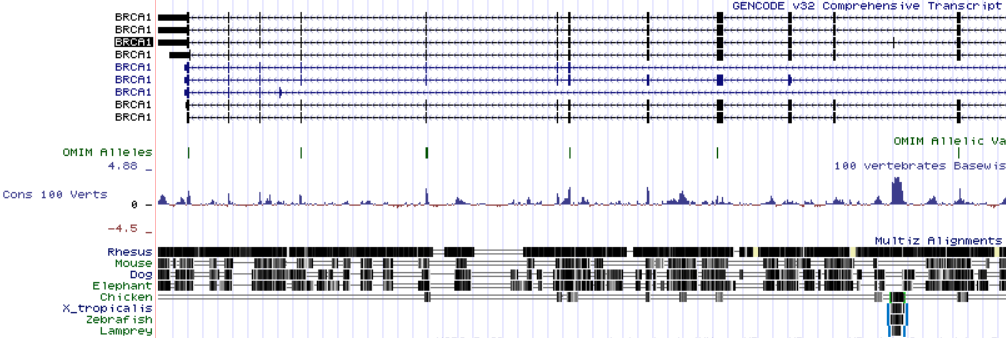 GENCODE v32 Comprehensive Transcript
BRCA1
BRCA1
BRCA1
BRCA1
BRCA1
BRCA1
BRCA1
BRCA1
BRCA1
OMIM Allelic Va
OMIM Alleles
100 vertebrates Basewis
4.88 _
Cons 100 Verts
0 _
-4.5 _
Multiz Alignments
Rhesus
Mouse
Dog
Elephant
Chicken
X_tropicalis
Zebrafish
Lamprey